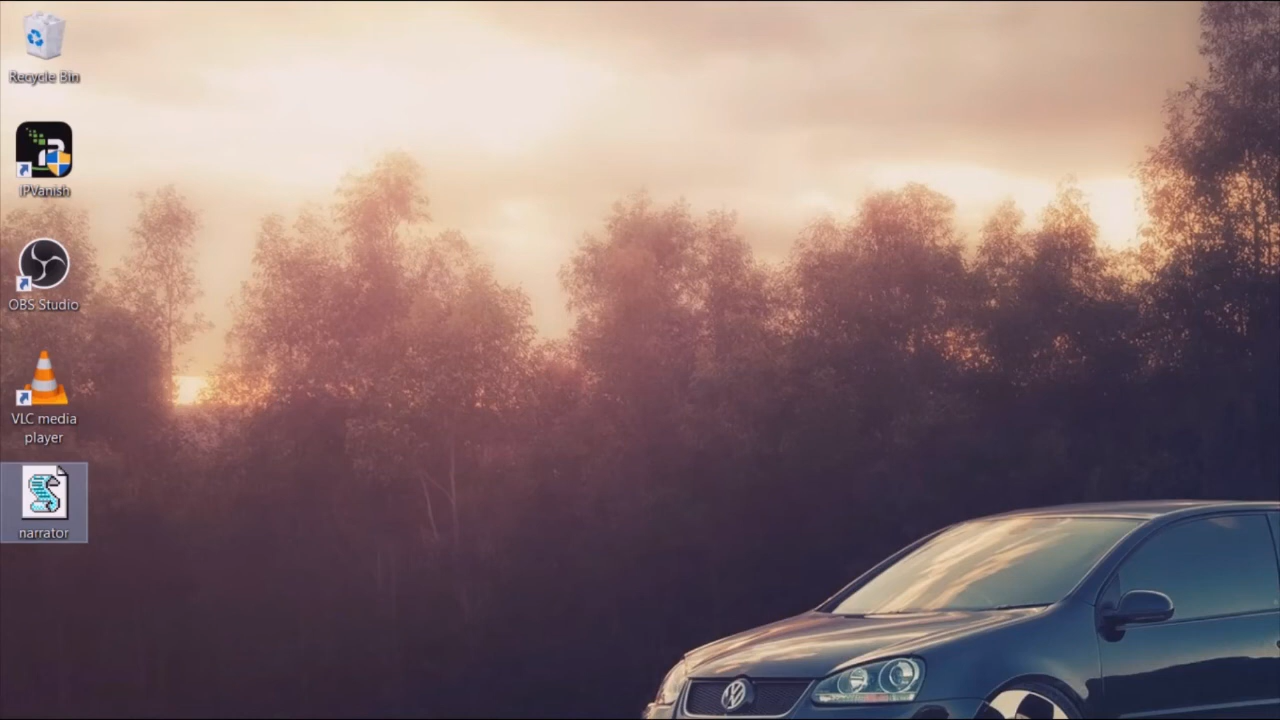 Recycle Bin
IPVanish
OBS Studio
VLC media
player
narrator